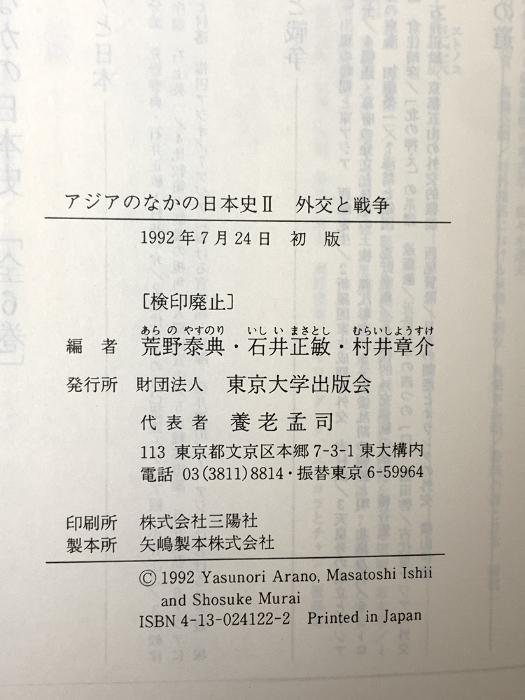 アジアのなかの日本史Ⅱ 外交と戦争
1992年7月24日 初版
[検印廃止]
あらの やすのり いしい まさとし むらいしようすけ
編者 荒野泰典・石井正敏・村井章介
発行所 財団法人 東京大学出版会
代表者 養老孟司
113 東京都文京区本郷7-3-1東大構内
電話 03(3811)8814・振替東京6-59964
印刷所 株式会社三陽社
製本所 矢嶋製本株式会社
© 1992 Yasunori Arano, Masatoshi Ishii
and Shosuke Murai
ISBN 4-13-024122-2 Printed in Japan